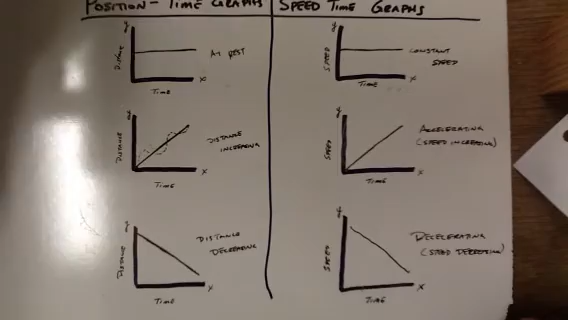 POSITION - TIME GRAPHS
SPEED TIME GRAPHS
y
DISTANCE
AT REST
TIME
x
y
SPEED
CONSTANT
SPEED
TIME
x
DISTANCE
DISTANCE
INCREASING
TIME
x
y
SPEED
ACCELERATING
(SPEED INCREASING)
TIME
x
DISTANCE
DISTANCE
DECREASING
TIME
x
y
SPEED
DECELERATING
(SPEED DECREASING)
TIME
x